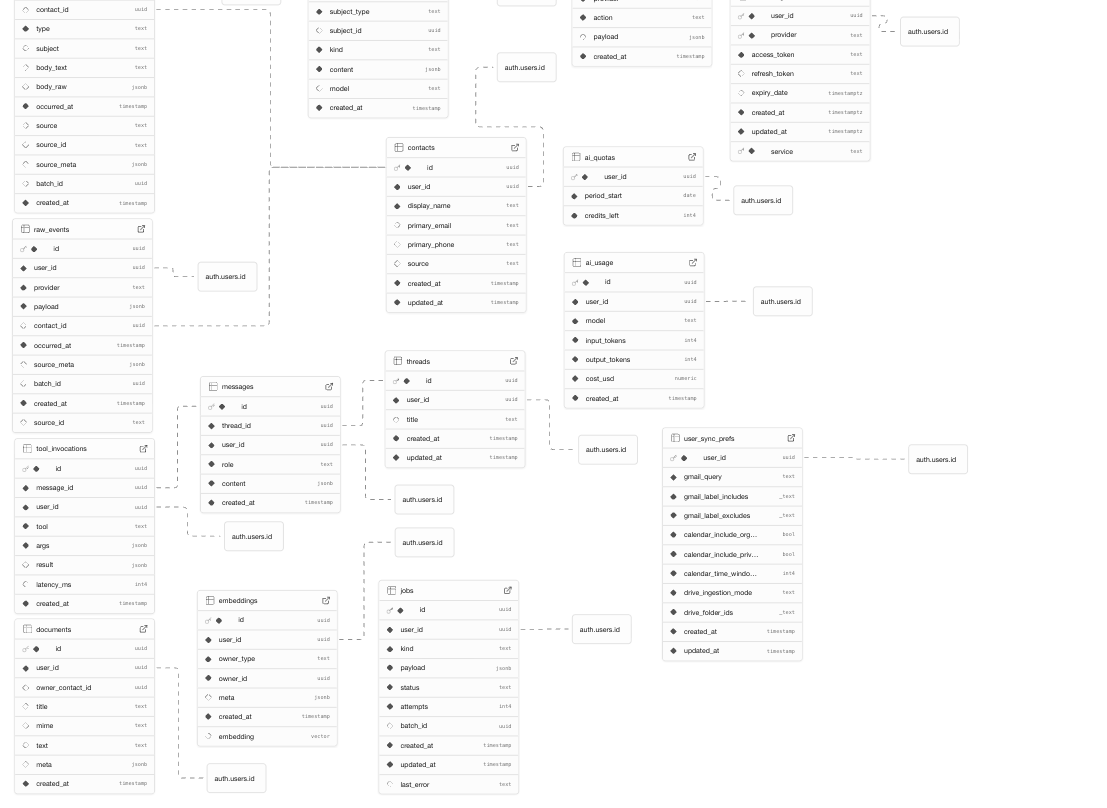 contact_id uuid
type text
subject text
body_text text
body_raw jsonb
occurred_at timestamp
source text
source_id text
source_meta jsonb
batch_id uuid
created_at timestamp
subject_type text
subject_id uuid
kind text
content jsonb
model text
created_at timestamp
auth.users.id
action text
payload jsonb
created_at timestamp
user_id uuid
provider text
access_token text
refresh_token text
expiry_date timestamptz
created_at timestamptz
updated_at timestamptz
service text
auth.users.id
contacts
id uuid
user_id uuid
display_name text
primary_email text
primary_phone text
source text
created_at timestamp
updated_at timestamp
ai_quotas
user_id uuid
period_start date
credits_left int4
auth.users.id
raw_events
id uuid
user_id uuid
provider text
payload jsonb
contact_id uuid
occurred_at timestamp
source_meta jsonb
batch_id uuid
created_at timestamp
source_id text
auth.users.id
ai_usage
id uuid
user_id uuid
model text
input_tokens int4
output_tokens int4
cost_usd numeric
created_at timestamp
auth.users.id
messages
id uuid
thread_id uuid
user_id uuid
role text
content jsonb
created_at timestamp
threads
id uuid
user_id uuid
title text
created_at timestamp
updated_at timestamp
auth.users.id
auth.users.id
user_sync_prefs
user_id uuid
gmail_query text
gmail_label_includes _text
gmail_label_excludes _text
calendar_include_org... bool
calendar_include_priv... bool
calendar_time_windo... int4
drive_ingestion_mode text
drive_folder_ids _text
created_at timestamp
updated_at timestamp
auth.users.id
tool_invocations
id uuid
message_id uuid
user_id uuid
tool text
args jsonb
result jsonb
latency_ms int4
created_at timestamp
auth.users.id
auth.users.id
embeddings
id uuid
user_id uuid
owner_type text
owner_id uuid
meta jsonb
created_at timestamp
embedding vector
jobs
id uuid
user_id uuid
kind text
payload jsonb
status text
attempts int4
batch_id uuid
created_at timestamp
updated_at timestamp
last_error text
auth.users.id
documents
id uuid
user_id uuid
owner_contact_id uuid
title text
mime text
text text
meta jsonb
created_at timestamp
auth.users.id